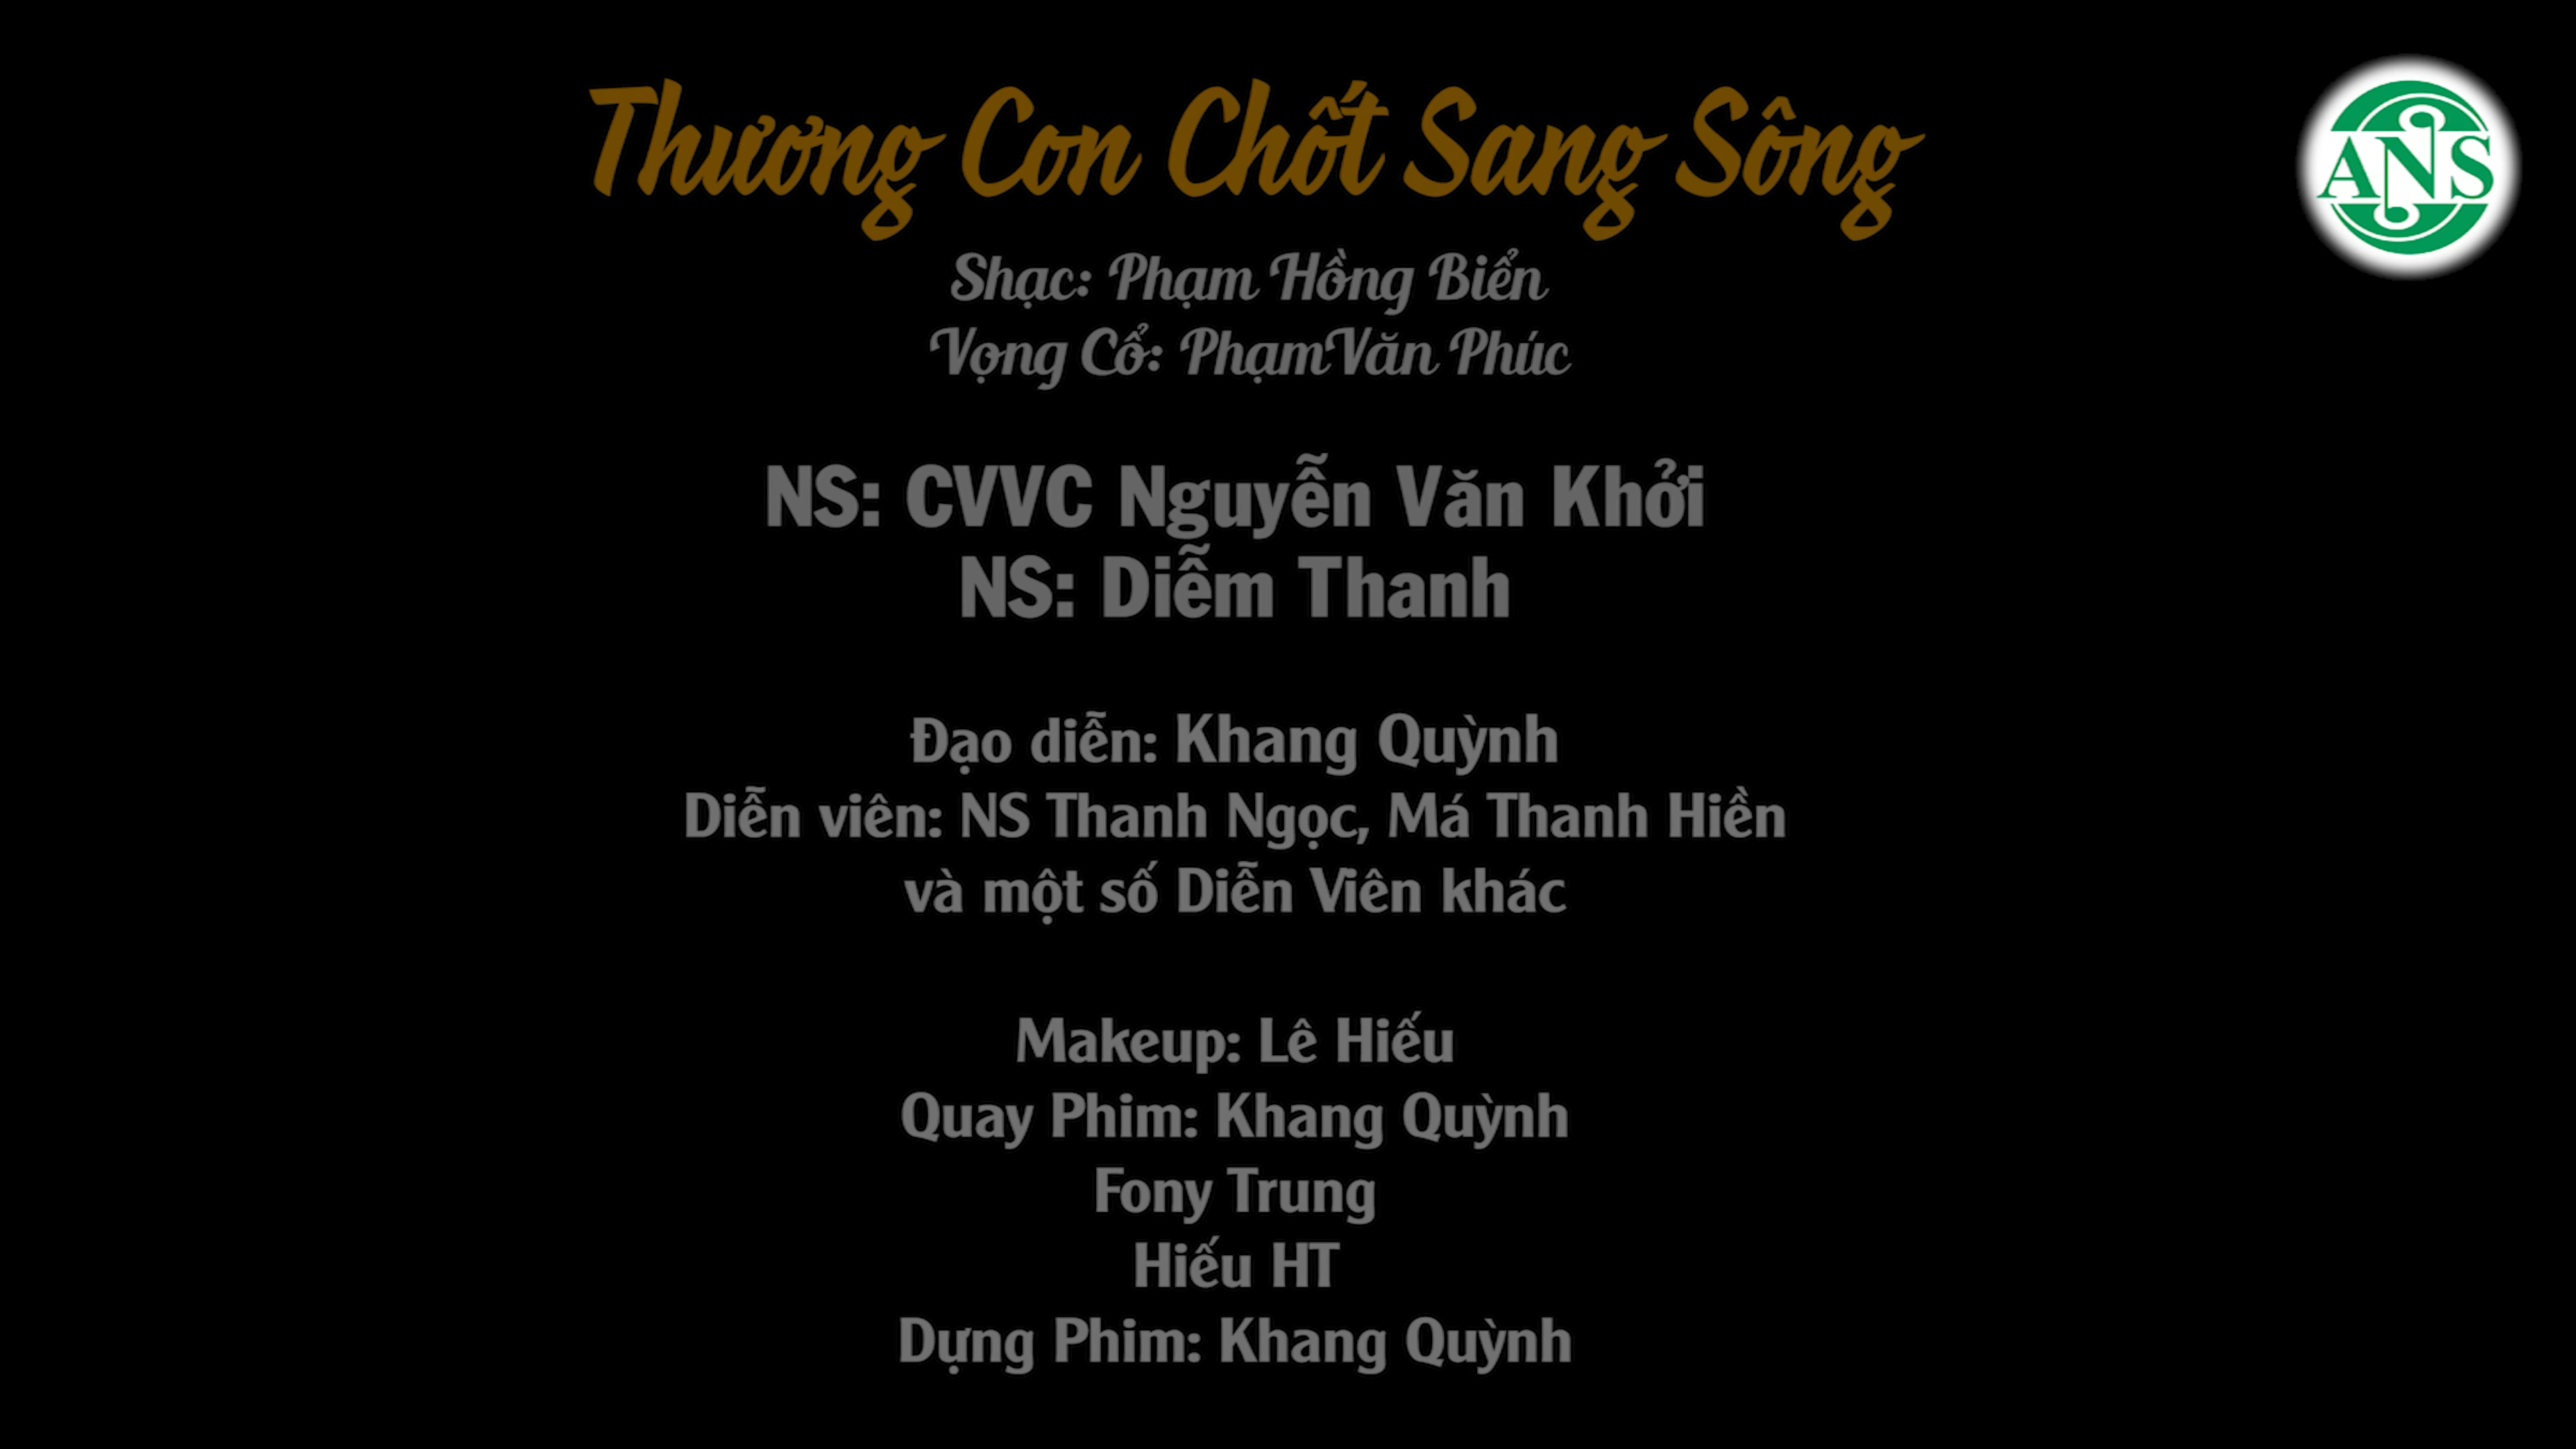 Thương Con Chốt Sang Sông
ANS
Shạc: Phạm Hồng Biển
Vọng Cổ: Phạm Văn Phúc
NS: CVVC Nguyễn Văn Khởi
NS: Diễm Thanh
Đạo diễn: Khang Quỳnh
Diễn viên: NS Thanh Ngọc, Má Thanh Hiền
và một số Diễn Viên khác
Makeup: Lê Hiếu
Quay Phim: Khang Quỳnh
Fony Trung
Hiếu HT
Dựng Phim: Khang Quỳnh